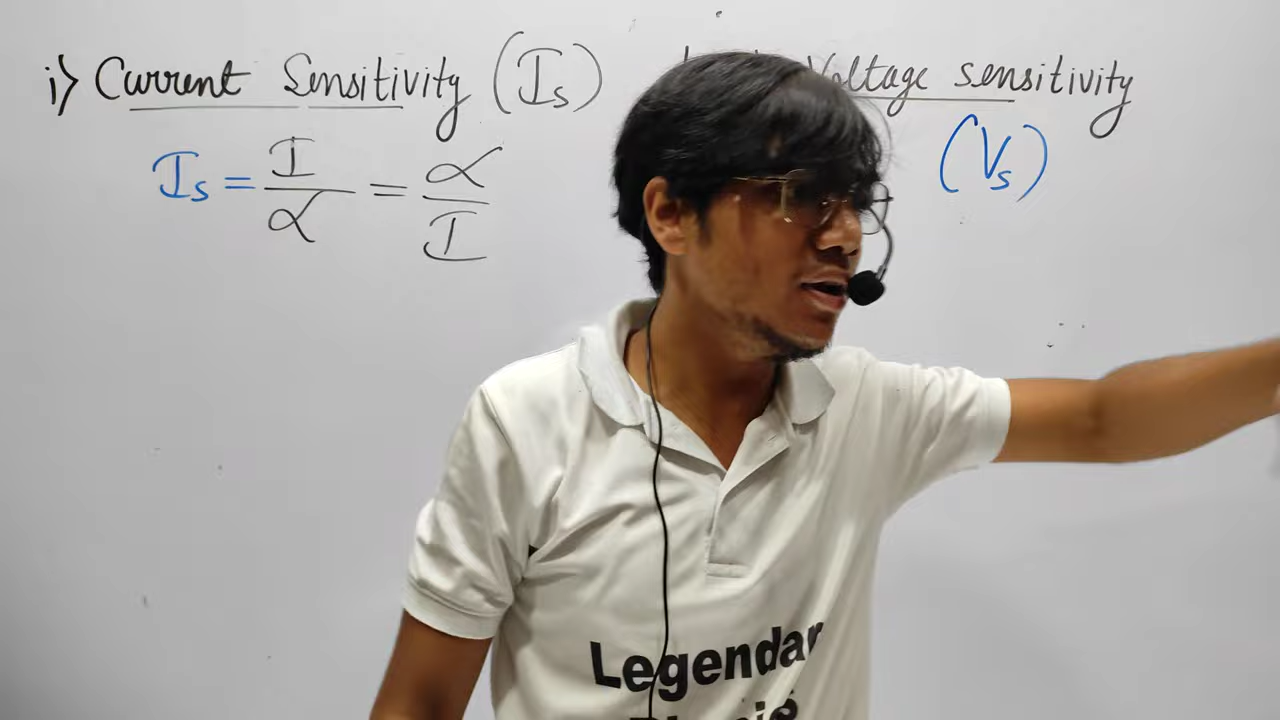 i) Current Sensitivity (Is)
Voltage sensitivity
(Vs)
Is = I/α = α/I
Legendar